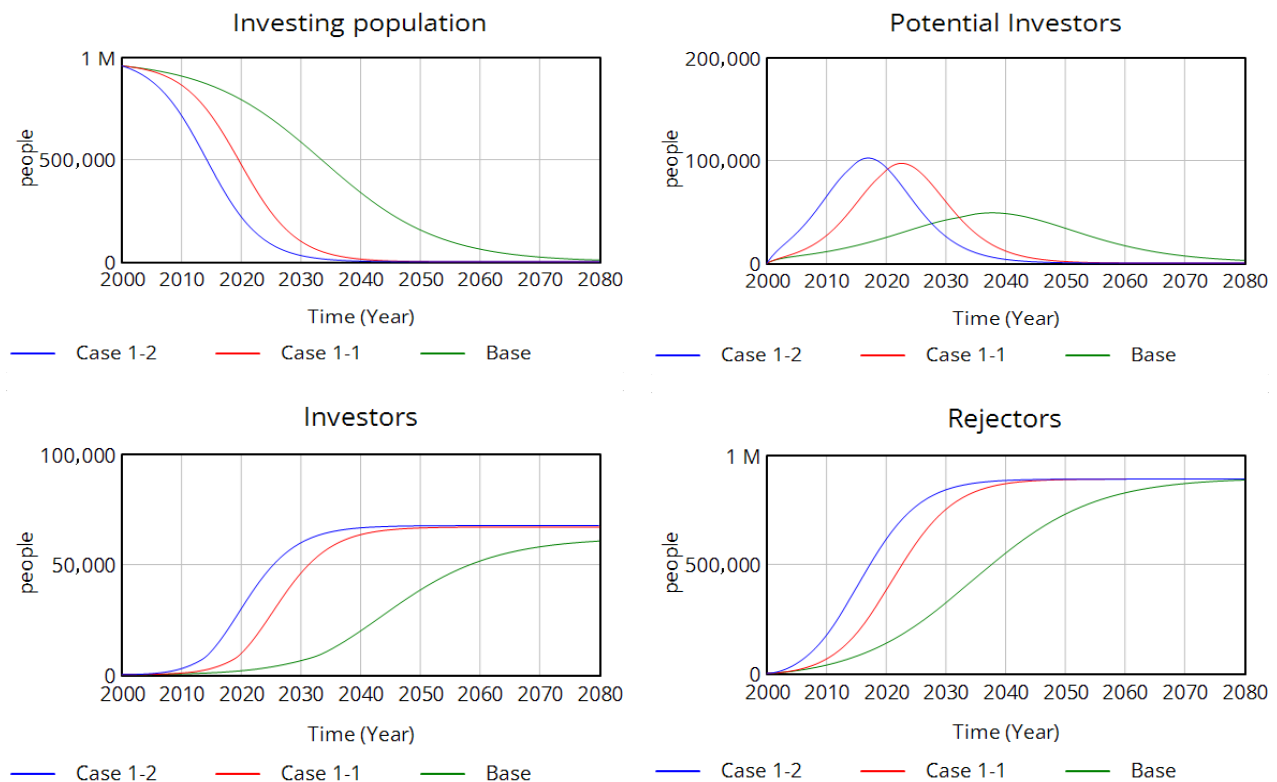 Investing population
1 M
500,000
0
people
2000 2010 2020 2030 2040 2050 2060 2070 2080
Time (Year)
Case 1-2 Case 1-1 Base
Potential Investors
200,000
100,000
0
people
2000 2010 2020 2030 2040 2050 2060 2070 2080
Time (Year)
Case 1-2 Case 1-1 Base
Investors
100,000
50,000
0
people
2000 2010 2020 2030 2040 2050 2060 2070 2080
Time (Year)
Case 1-2 Case 1-1 Base
Rejectors
1 M
500,000
0
people
2000 2010 2020 2030 2040 2050 2060 2070 2080
Time (Year)
Case 1-2 Case 1-1 Base